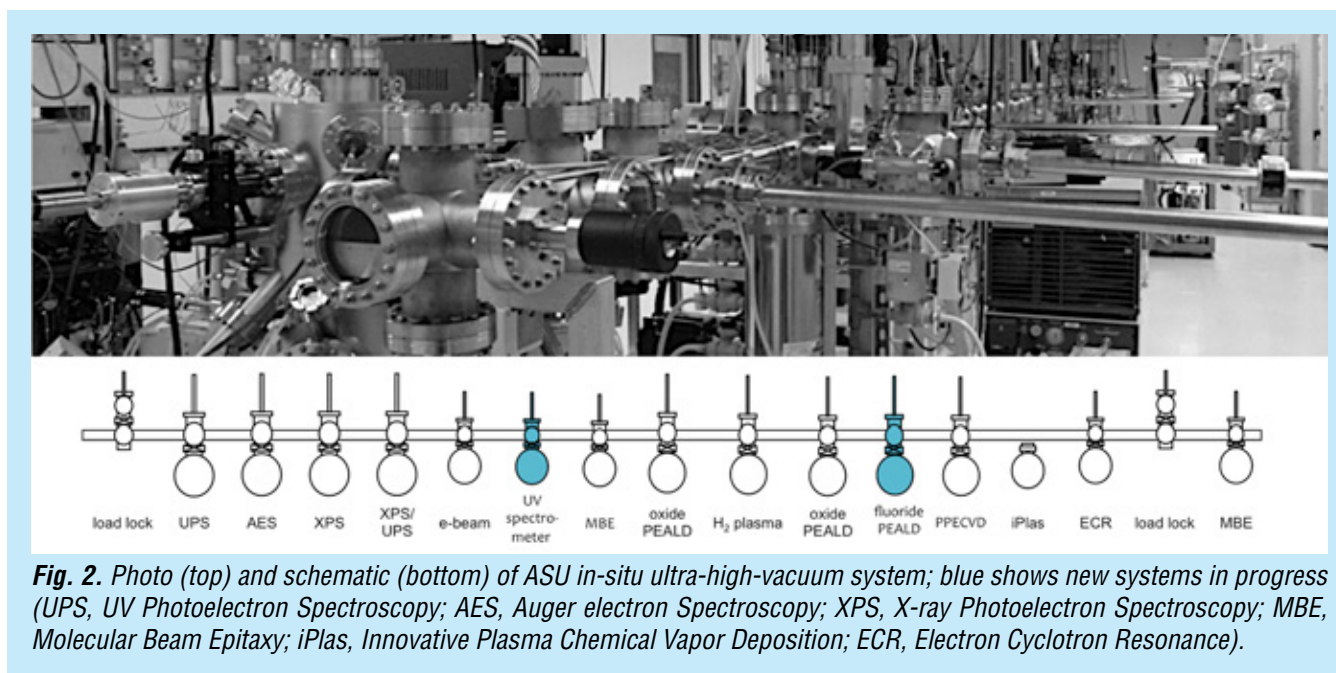 load lock UPS AES XPS XPS/ UPS e-beam UV spectro- meter MBE oxide PEALD H₂ plasma oxide PEALD fluoride PEALD PPECVD iPlas ECR load lock MBE
Fig. 2. Photo (top) and schematic (bottom) of ASU in-situ ultra-high-vacuum system; blue shows new systems in progress
(UPS, UV Photoelectron Spectroscopy; AES, Auger electron Spectroscopy; XPS, X-ray Photoelectron Spectroscopy; MBE,
Molecular Beam Epitaxy; iPlas, Innovative Plasma Chemical Vapor Deposition; ECR, Electron Cyclotron Resonance).